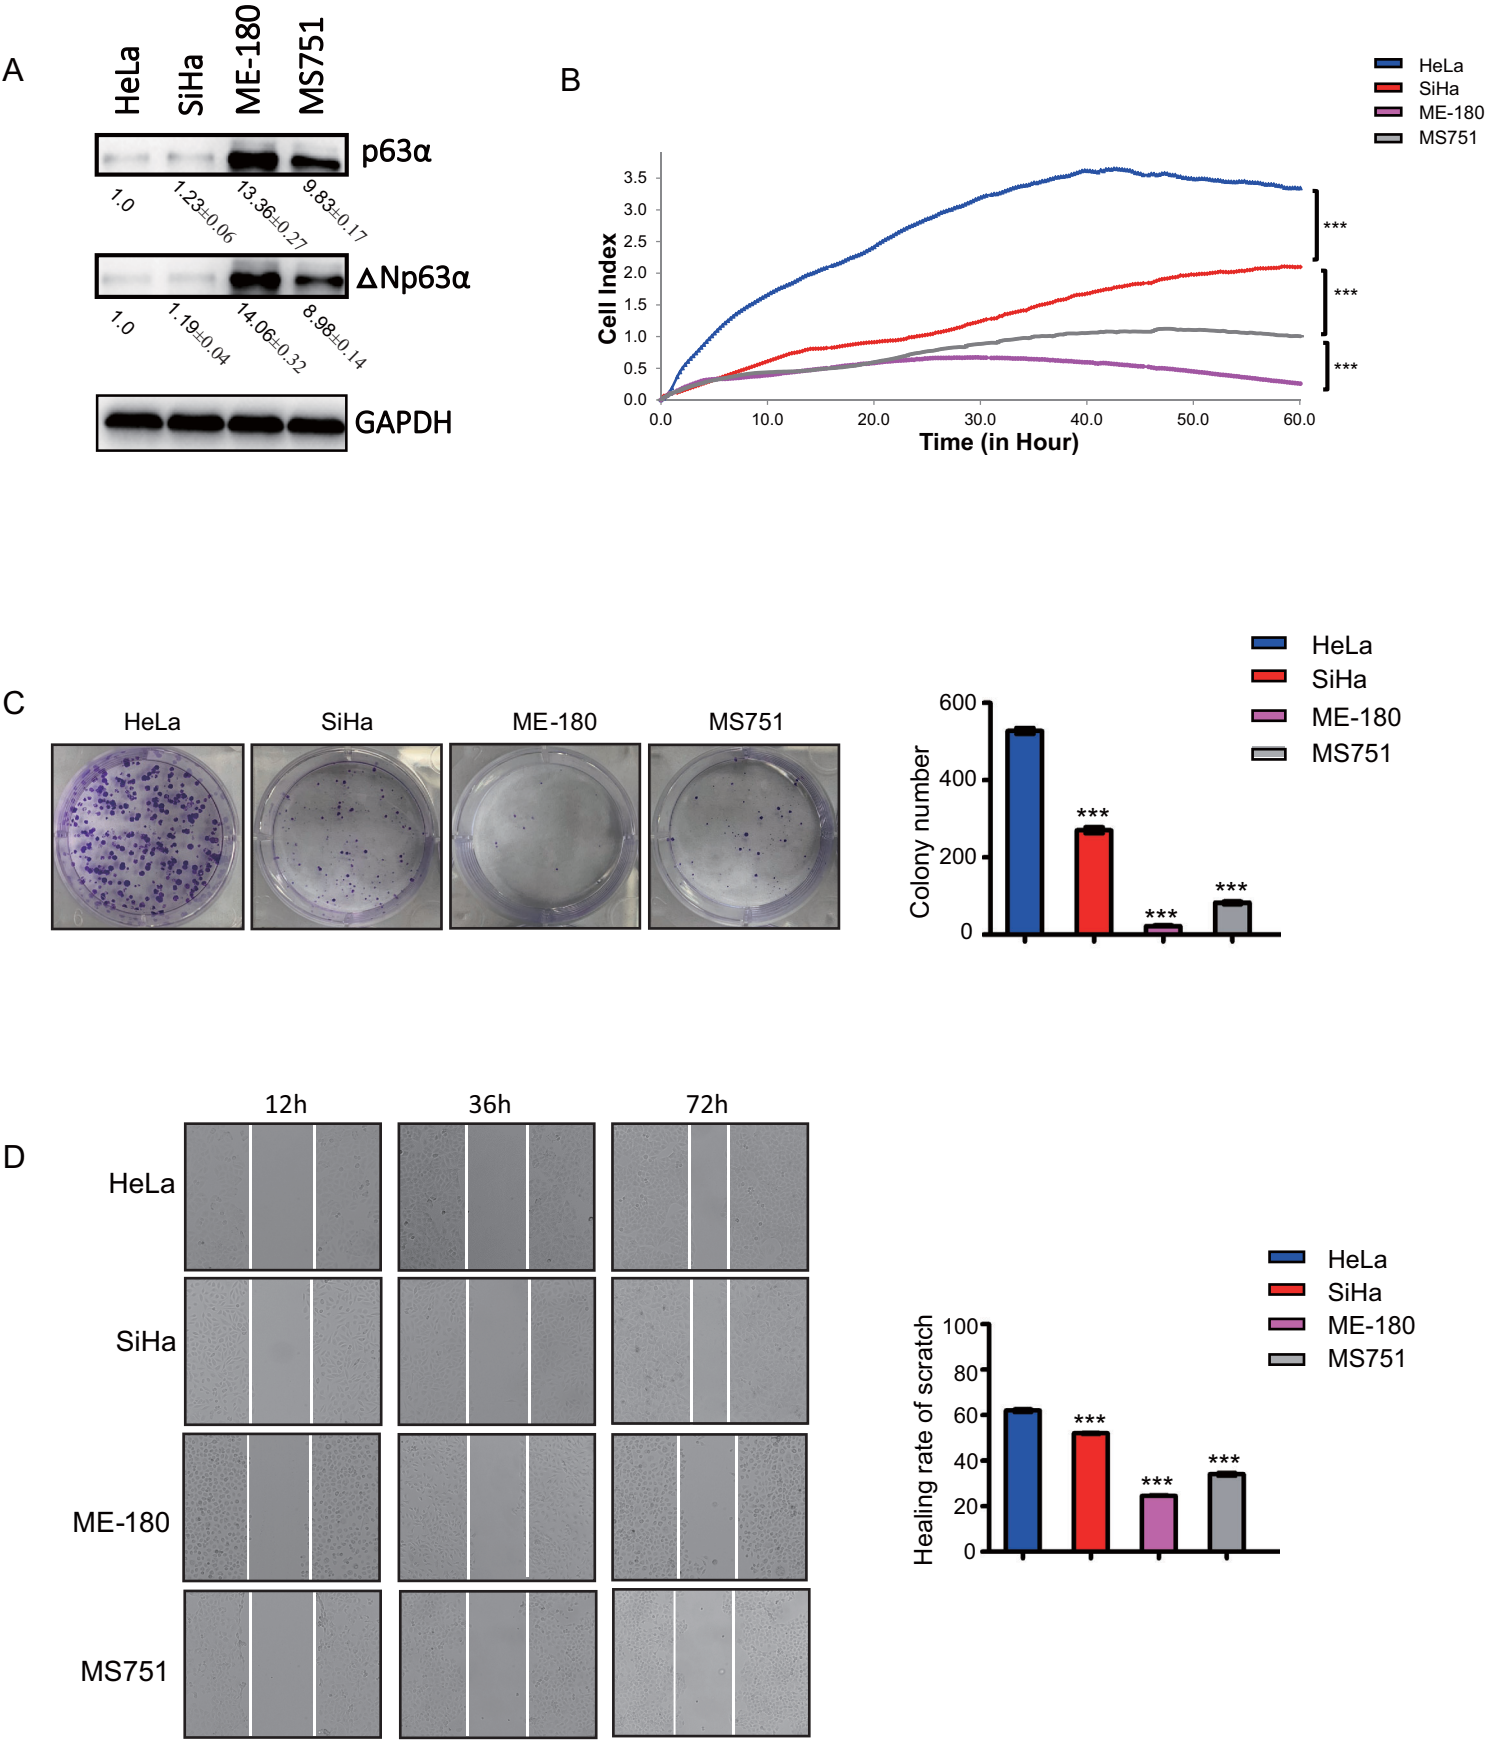 A
HeLa
SiHa
ME-180
MS751
p63α
1.0
1.23±0.06
13.36±0.27
9.83±0.17
ΔNp63α
1.0
1.19±0.04
14.06±0.32
8.98±0.14
GAPDH
B
HeLa
SiHa
ME-180
MS751
Cell Index
3.5
3.0
2.5
2.0
1.5
1.0
0.5
0.0
0.0
10.0
20.0
30.0
40.0
50.0
60.0
Time (in Hour)
***
***
***
C
HeLa
SiHa
ME-180
MS751
HeLa
SiHa
ME-180
MS751
Colony number
600
400
200
0
***
***
***
D
12h
36h
72h
HeLa
SiHa
ME-180
MS751
HeLa
SiHa
ME-180
MS751
Healing rate of scratch
100
80
60
40
20
0
***
***
***